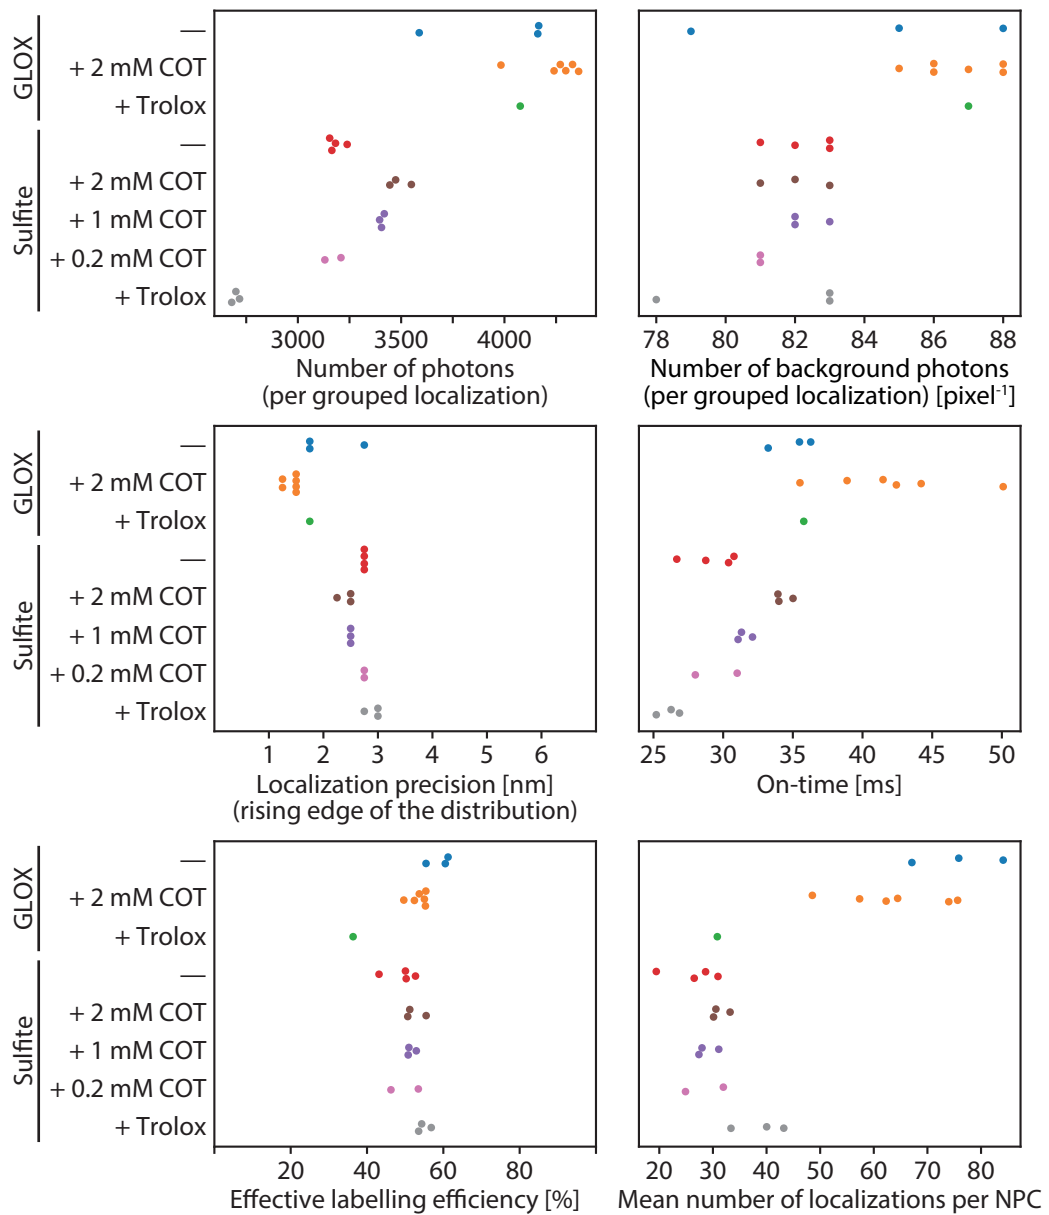 GLOX
—
+ 2 mM COT
+ Trolox
Sulfite
—
+ 2 mM COT
+ 1 mM COT
+ 0.2 mM COT
+ Trolox
3000 3500 4000
Number of photons
(per grouped localization)
78 80 82 84 86 88
Number of background photons
(per grouped localization) [pixel⁻¹]
GLOX
—
+ 2 mM COT
+ Trolox
Sulfite
—
+ 2 mM COT
+ 1 mM COT
+ 0.2 mM COT
+ Trolox
1 2 3 4 5 6
Localization precision [nm]
(rising edge of the distribution)
25 30 35 40 45 50
On-time [ms]
GLOX
—
+ 2 mM COT
+ Trolox
Sulfite
—
+ 2 mM COT
+ 1 mM COT
+ 0.2 mM COT
+ Trolox
20 40 60 80
Effective labelling efficiency [%]
20 30 40 50 60 70 80
Mean number of localizations per NPC